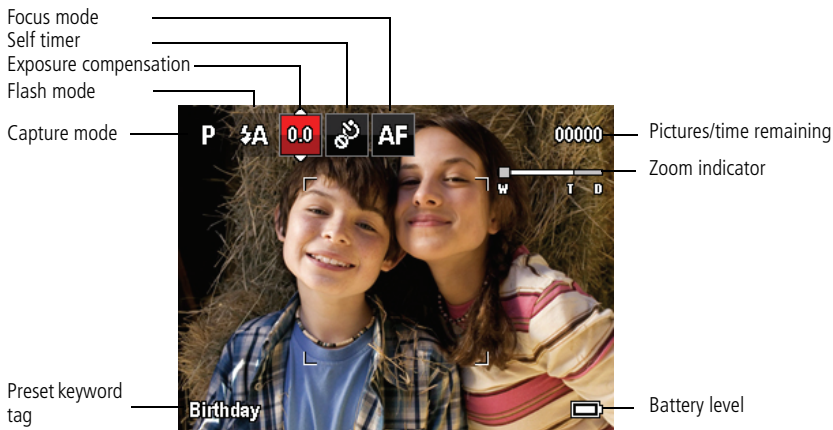 Focus mode
Self timer
Exposure compensation
Flash mode
Capture mode
P
A
0.0
AF
00000
Pictures/time remaining
Zoom indicator
W T D
Preset keyword
tag
Birthday
Battery level